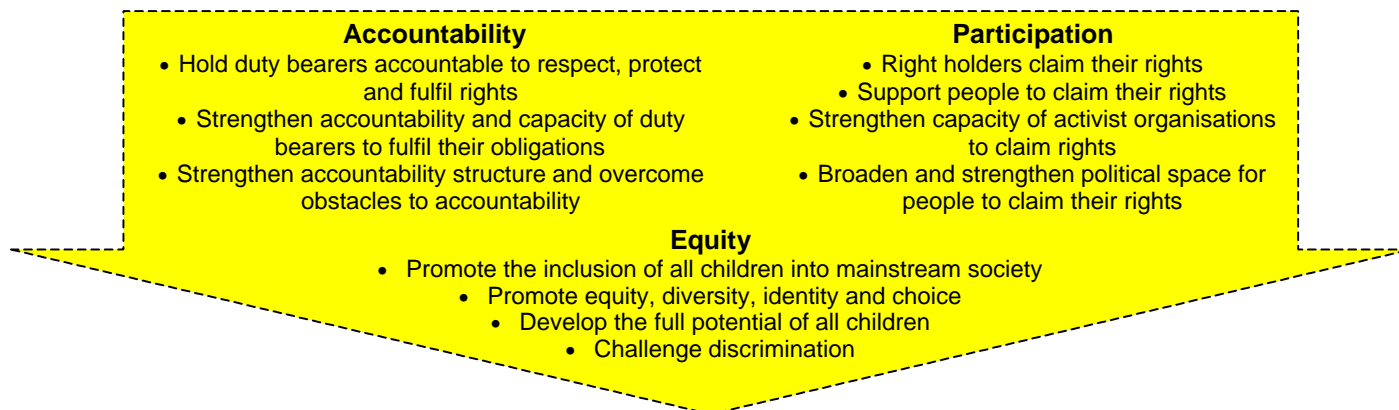 Accountability
• Hold duty bearers accountable to respect, protect
and fulfil rights
• Strengthen accountability and capacity of duty
bearers to fulfil their obligations
• Strengthen accountability structure and overcome
obstacles to accountability
Participation
• Right holders claim their rights
• Support people to claim their rights
• Strengthen capacity of activist organisations
to claim rights
• Broaden and strengthen political space for
people to claim their rights
Equity
• Promote the inclusion of all children into mainstream society
• Promote equity, diversity, identity and choice
• Develop the full potential of all children
• Challenge discrimination